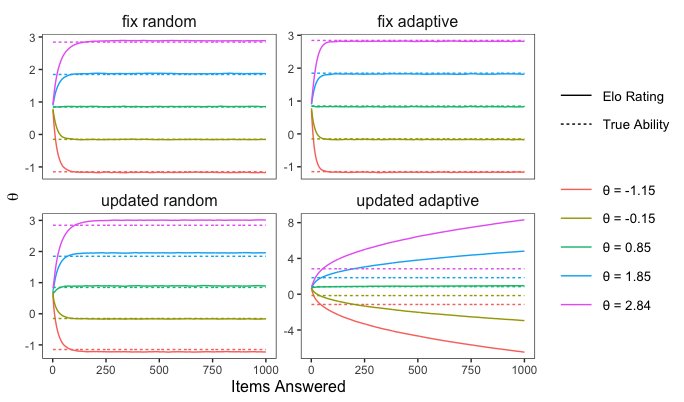 fix random
fix adaptive
3
2
1
0
-1
3
2
1
0
-1
Elo Rating
True Ability
θ
updated random
updated adaptive
3
2
1
0
-1
8
4
0
-4
θ = -1.15
θ = -0.15
θ = 0.85
θ = 1.85
θ = 2.84
0 250 500 750 1000
0 250 500 750 1000
Items Answered